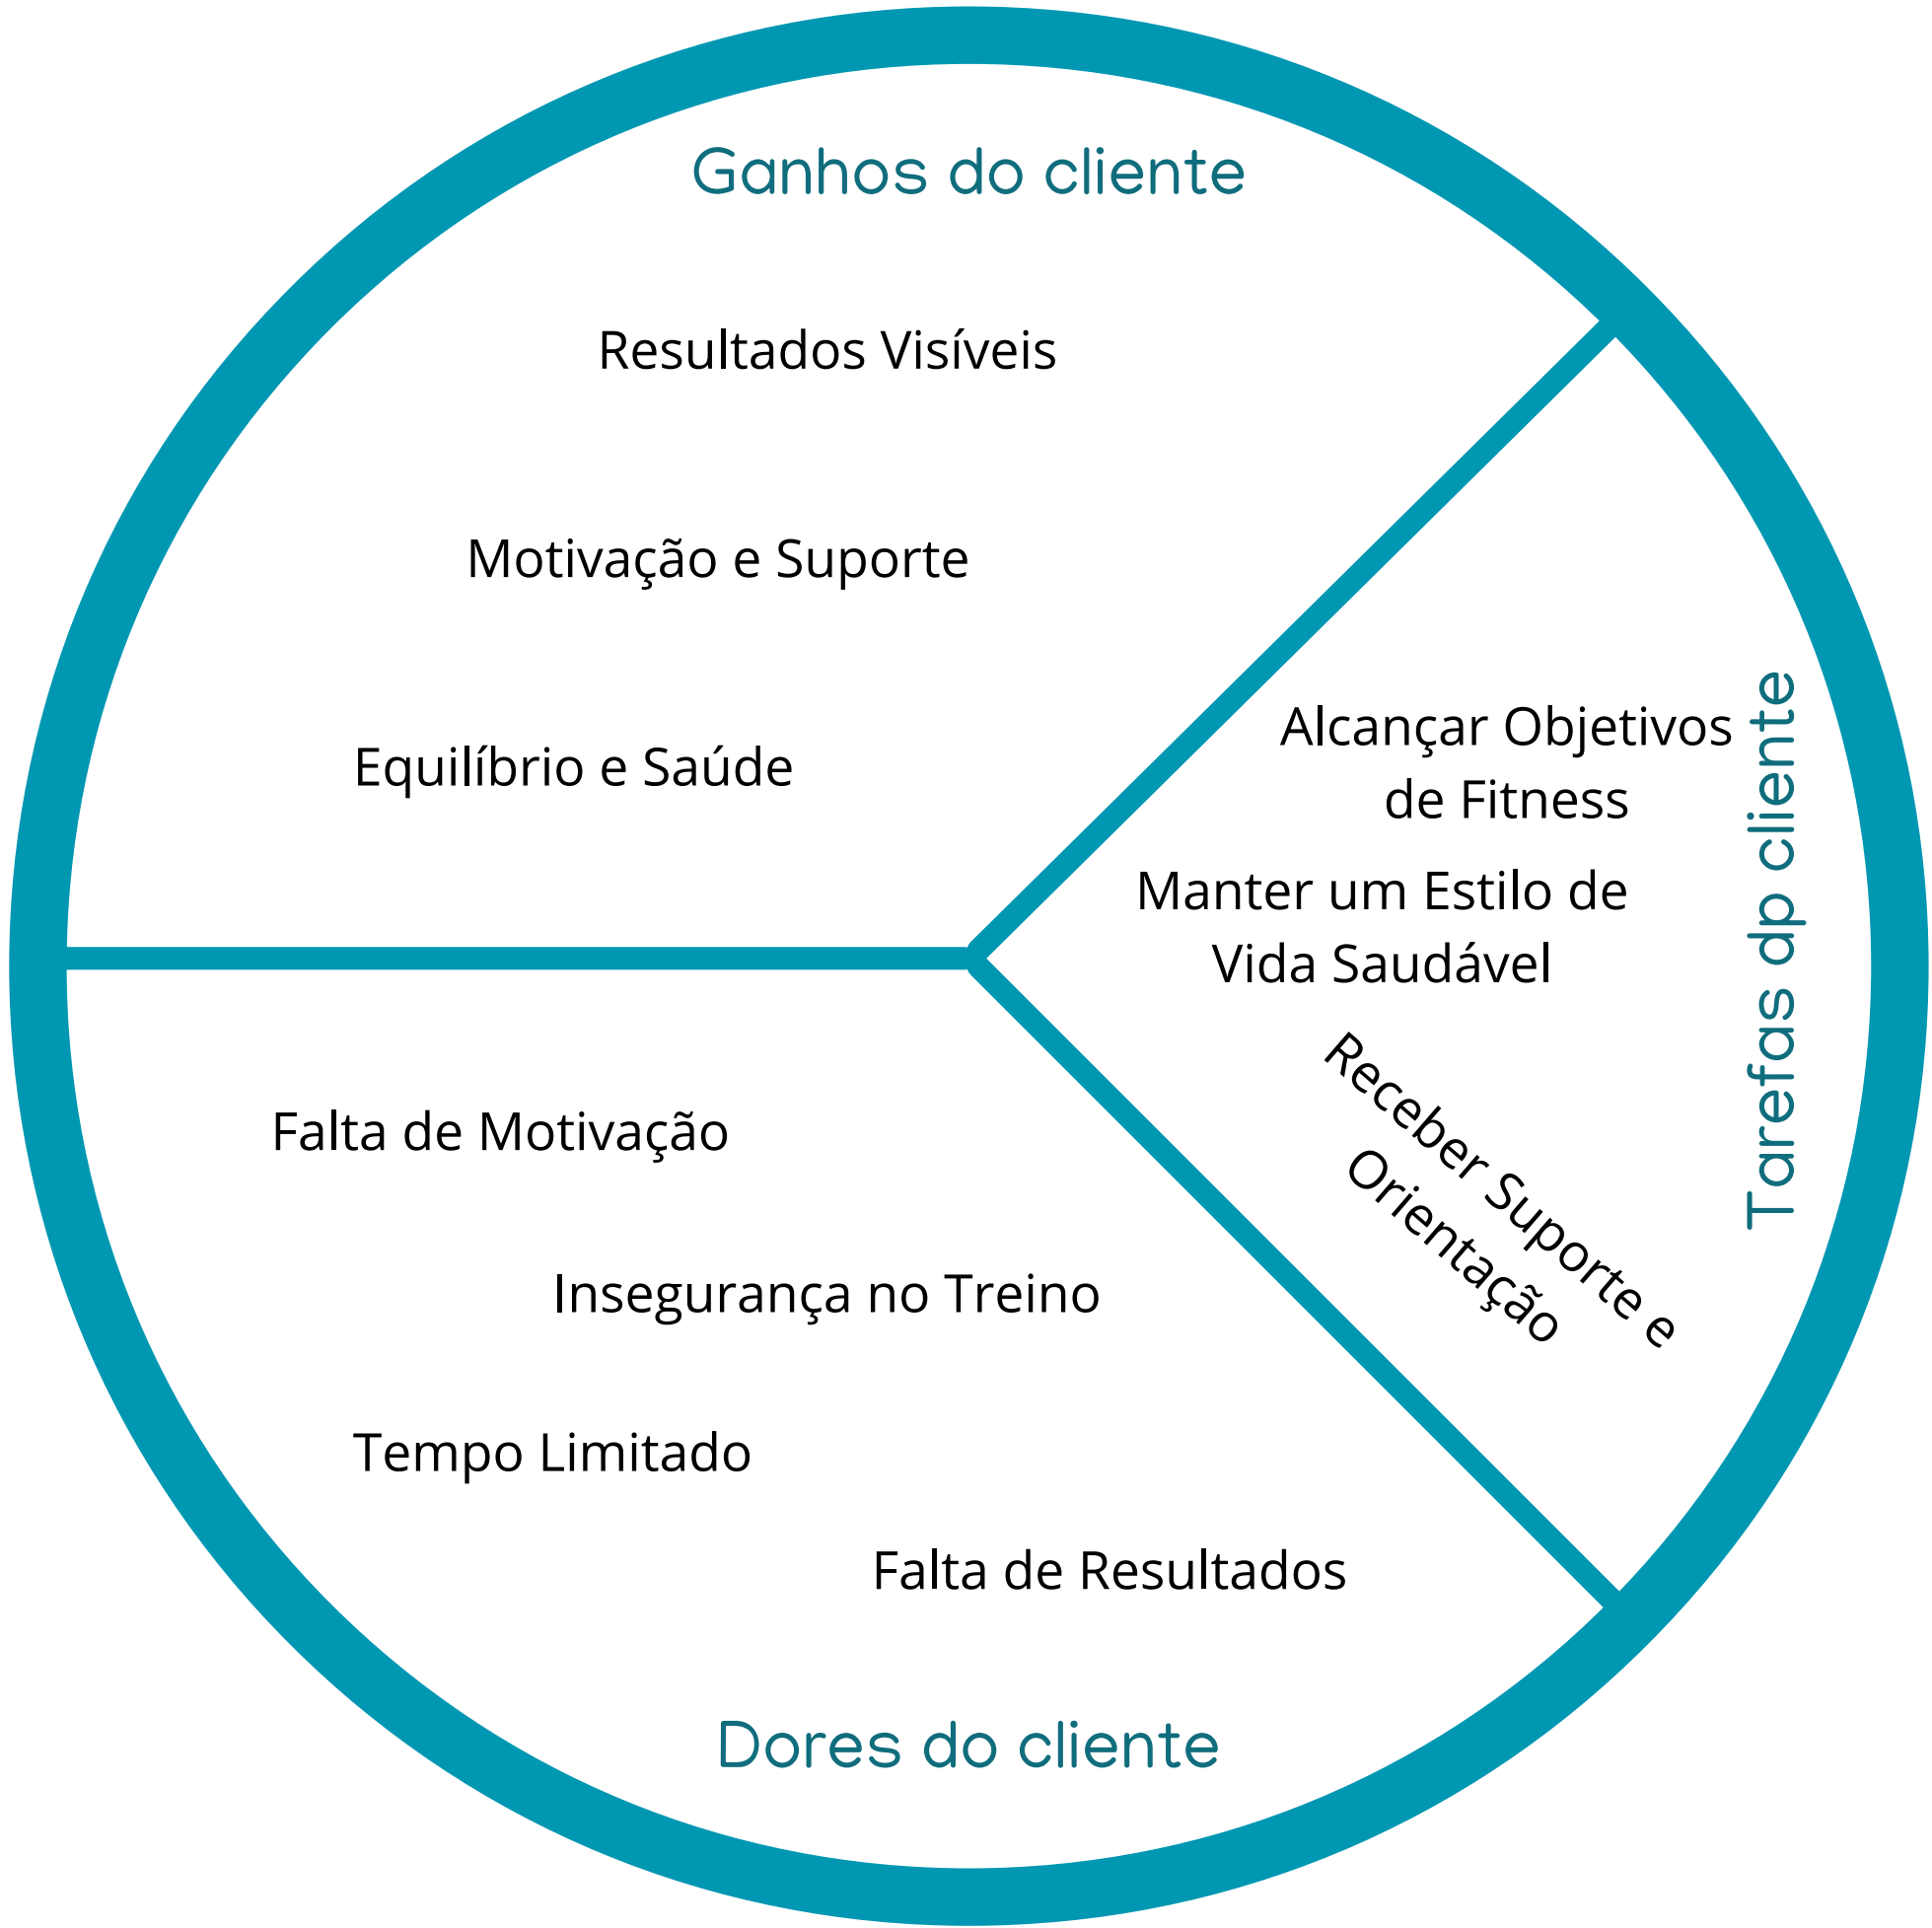 Ganhos do cliente
Resultados Visíveis
Motivação e Suporte
Equilíbrio e Saúde
Alcançar Objetivos
de Fitness
Manter um Estilo de
Vida Saudável
Receber Suporte e
Orientação
Tarefas dp cliente
Falta de Motivação
Insegurança no Treino
Tempo Limitado
Falta de Resultados
Dores do cliente